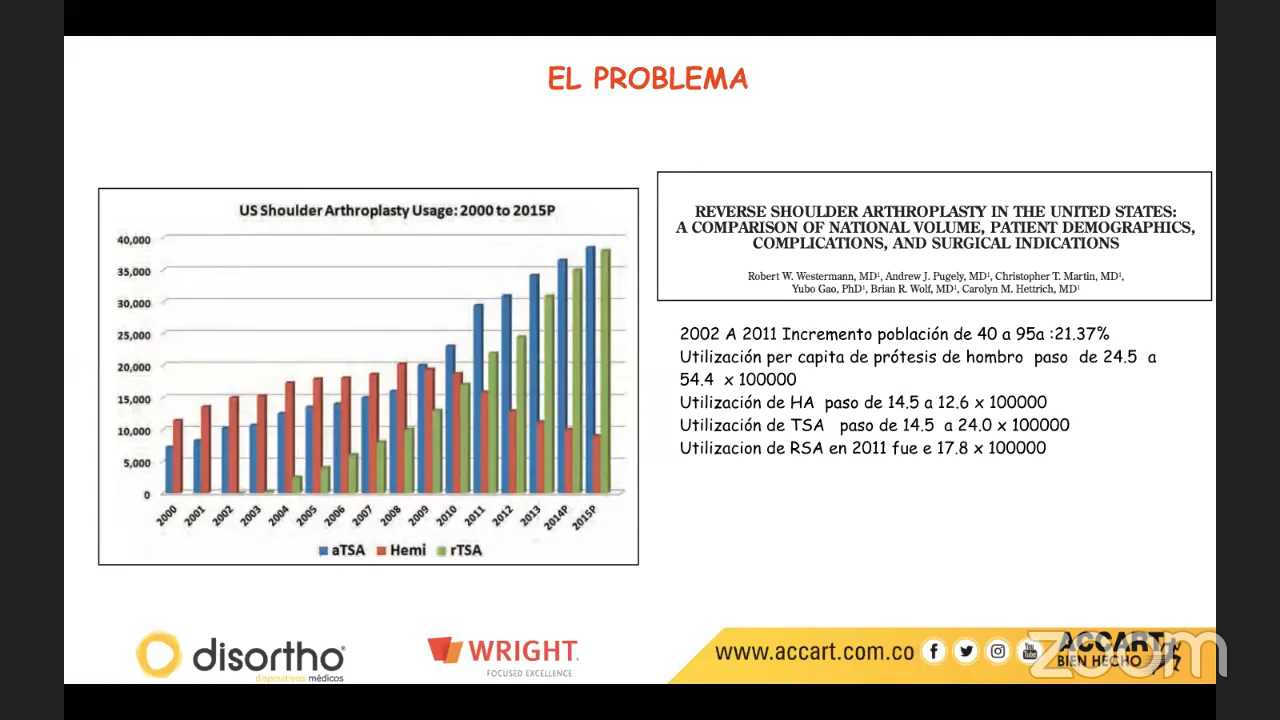 EL PROBLEMA
US Shoulder Arthroplasty Usage: 2000 to 2015P
40,000
35,000
30,000
25,000
20,000
15,000
10,000
5,000
0
2000 2001 2002 2003 2004 2005 2006 2007 2008 2009 2010 2011 2012 2013 2014P 2015P
aTSA Hemi rTSA
REVERSE SHOULDER ARTHROPLASTY IN THE UNITED STATES:
A COMPARISON OF NATIONAL VOLUME, PATIENT DEMOGRAPHICS,
COMPLICATIONS, AND SURGICAL INDICATIONS
Robert W. Westermann, MD¹, Andrew J. Pugely, MD¹, Christopher T. Martin, MD¹,
Yubo Gao, PhD¹, Brian R. Wolf, MD¹, Carolyn M. Hettrich, MD¹
2002 A 2011 Incremento población de 40 a 95a :21.37%
Utilización per capita de prótesis de hombro paso de 24.5 a
54.4 x 100000
Utilización de HA paso de 14.5 a 12.6 x 100000
Utilización de TSA paso de 14.5 a 24.0 x 100000
Utilizacion de RSA en 2011 fue e 17.8 x 100000
disortho
dispositivos médicos
WRIGHT.
FOCUSED EXCELLENCE
www.accart.com.co
You Tube
ACCART
BIEN HECHO
zoom